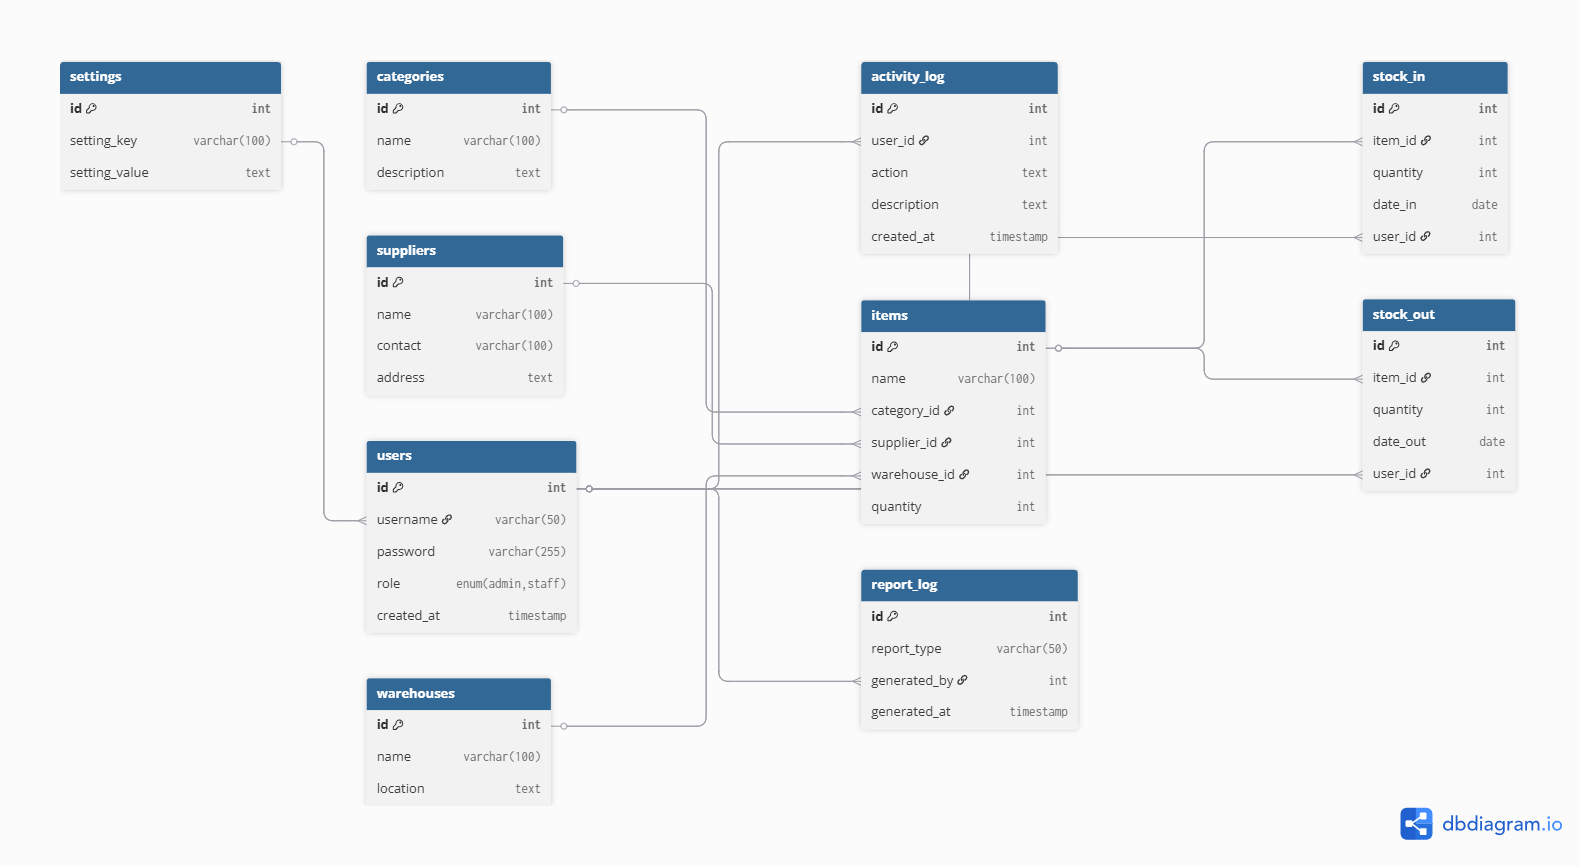 settings
id int
setting_key varchar(100)
setting_value text
categories
id int
name varchar(100)
description text
suppliers
id int
name varchar(100)
contact varchar(100)
address text
users
id int
username varchar(50)
password varchar(255)
role enum(admin,staff)
created_at timestamp
warehouses
id int
name varchar(100)
location text
activity_log
id int
user_id int
action text
description text
created_at timestamp
items
id int
name varchar(100)
category_id int
supplier_id int
warehouse_id int
quantity int
report_log
id int
report_type varchar(50)
generated_by int
generated_at timestamp
stock_in
id int
item_id int
quantity int
date_in date
user_id int
stock_out
id int
item_id int
quantity int
date_out date
user_id int
dbdiagram.io